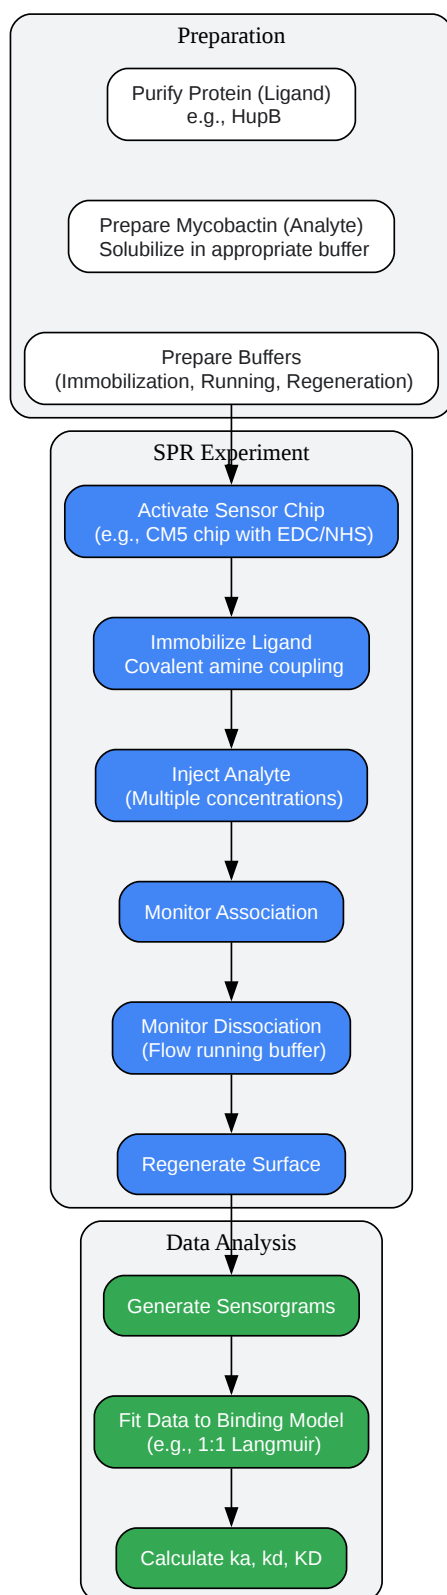 Preparation
Purify Protein (Ligand)
e.g., HupB
Prepare Mycobactin (Analyte)
Solubilize in appropriate buffer
Prepare Buffers
(Immobilization, Running, Regeneration)
SPR Experiment
Activate Sensor Chip
(e.g., CM5 chip with EDC/NHS)
Immobilize Ligand
Covalent amine coupling
Inject Analyte
(Multiple concentrations)
Monitor Association
Monitor Dissociation
(Flow running buffer)
Regenerate Surface
Data Analysis
Generate Sensorgrams
Fit Data to Binding Model
(e.g., 1:1 Langmuir)
Calculate ka, kd, KD